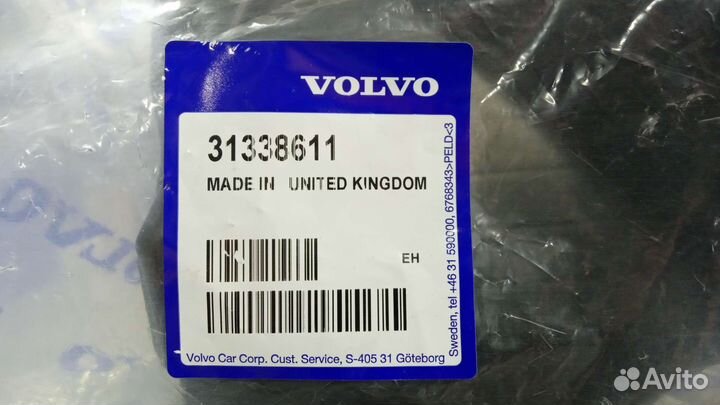 VOLVO
31338611
MADE IN UNITED KINGDOM
EH
Volvo Car Corp. Cust. Service, S-405 31 Göteborg
Sweden, tel +46 31 590000, 6768343>PELD<3
Avito